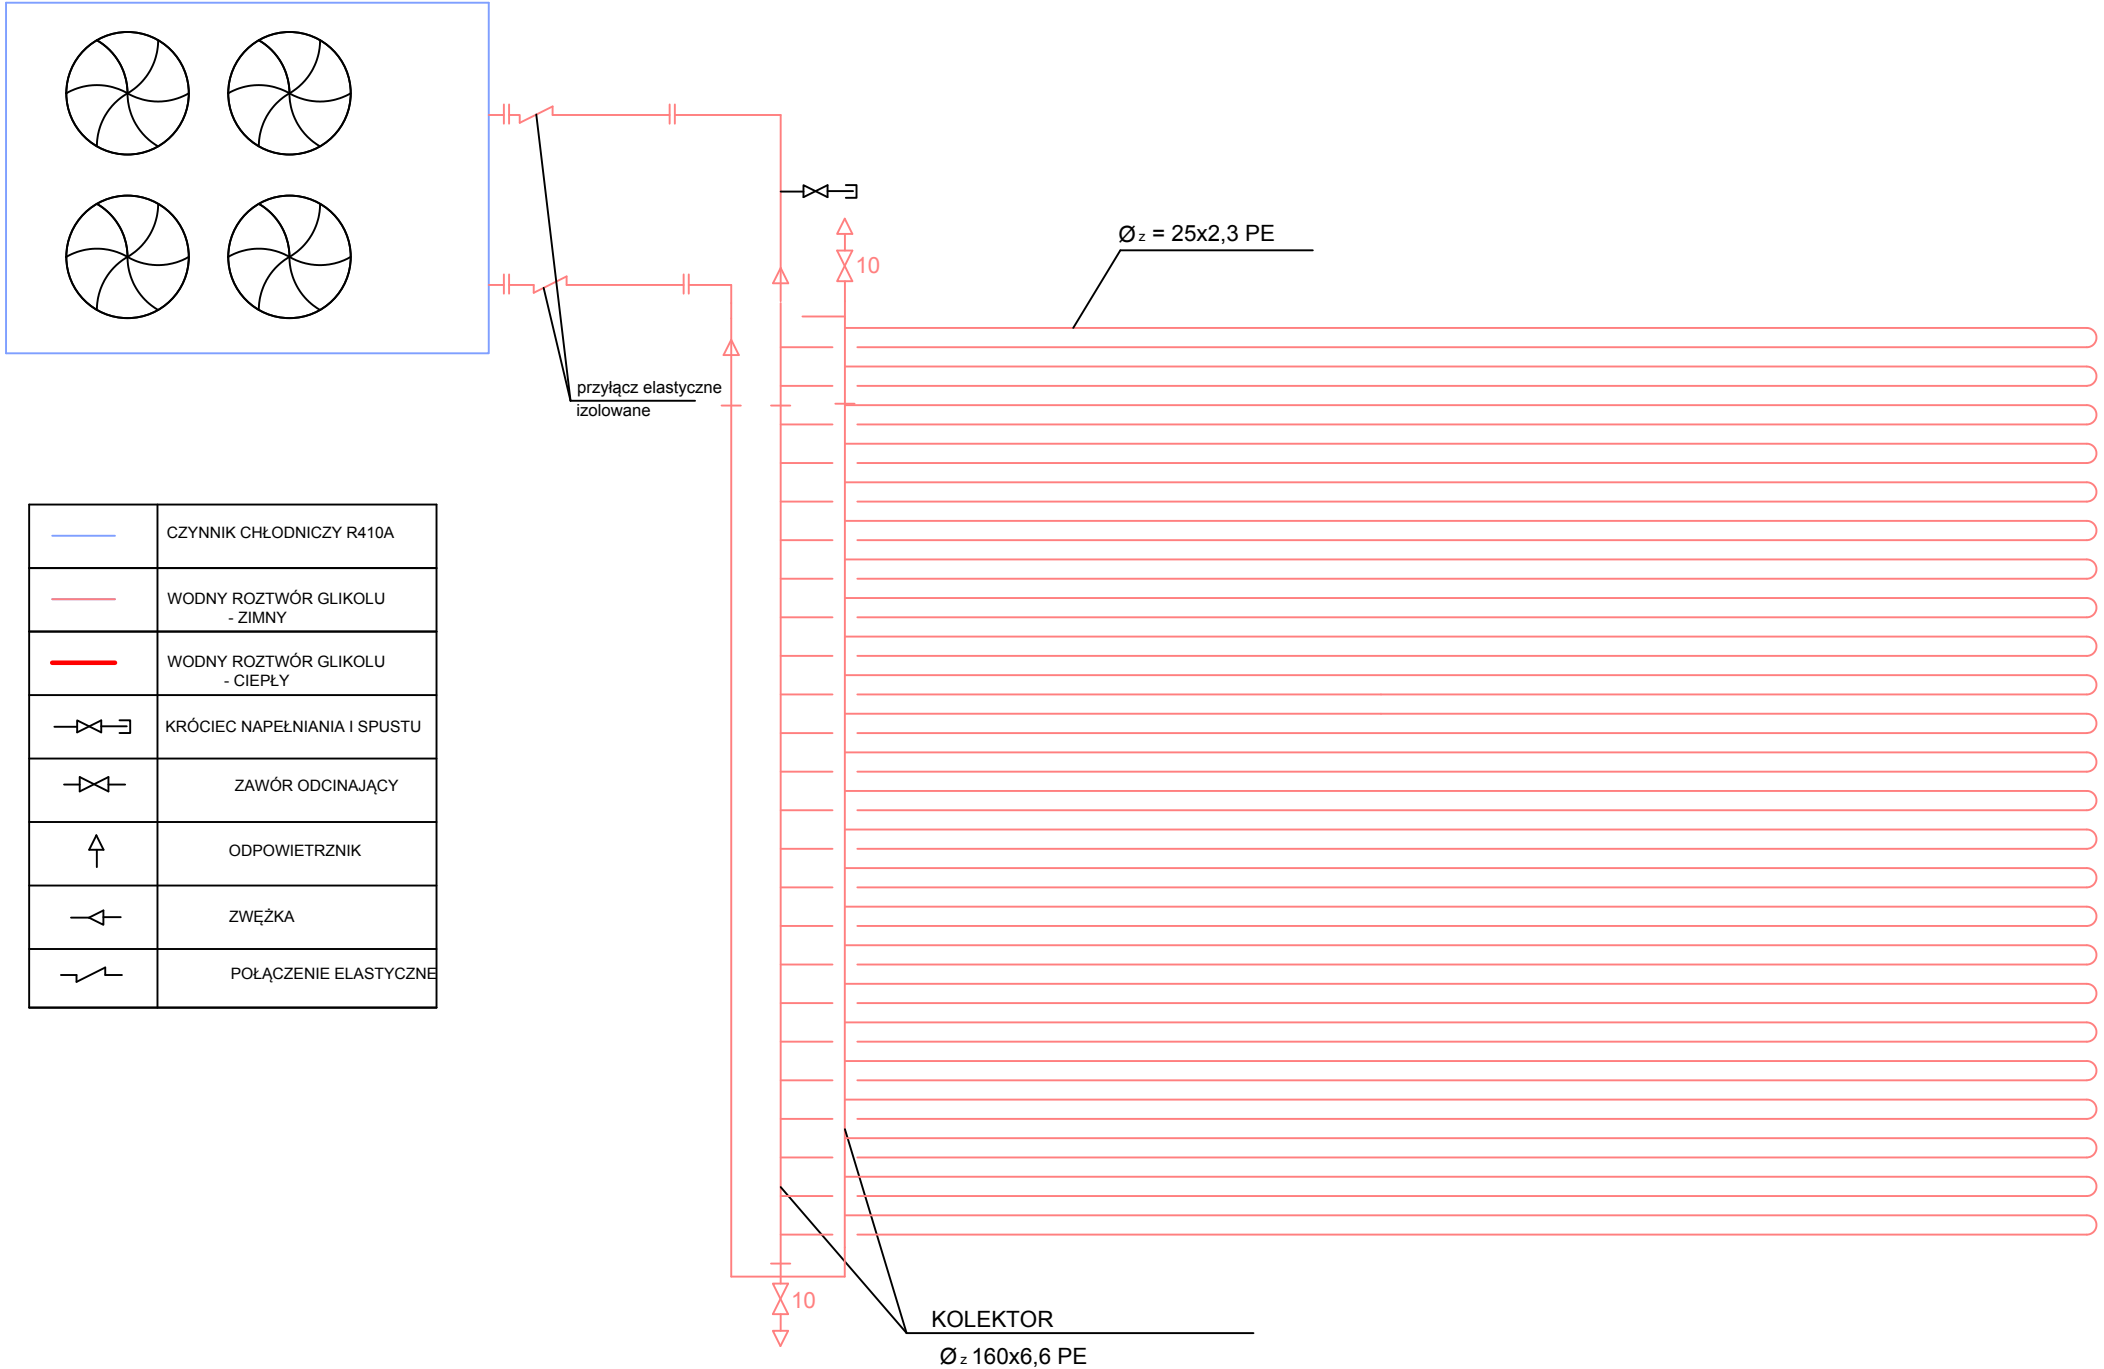 Øz = 25x2,3 PE
10
przyłącz elastyczne
izolowane
CZYNNIK CHŁODNICZY R410A
WODNY ROZTWÓR GLIKOLU
- ZIMNY
WODNY ROZTWÓR GLIKOLU
- CIEPŁY
KRÓCIEC NAPEŁNIANIA I SPUSTU
ZAWÓR ODCINAJĄCY
ODPOWIETRZNIK
ZWĘŻKA
POŁĄCZENIE ELASTYCZNE
10
KOLEKTOR
Øz 160x6,6 PE